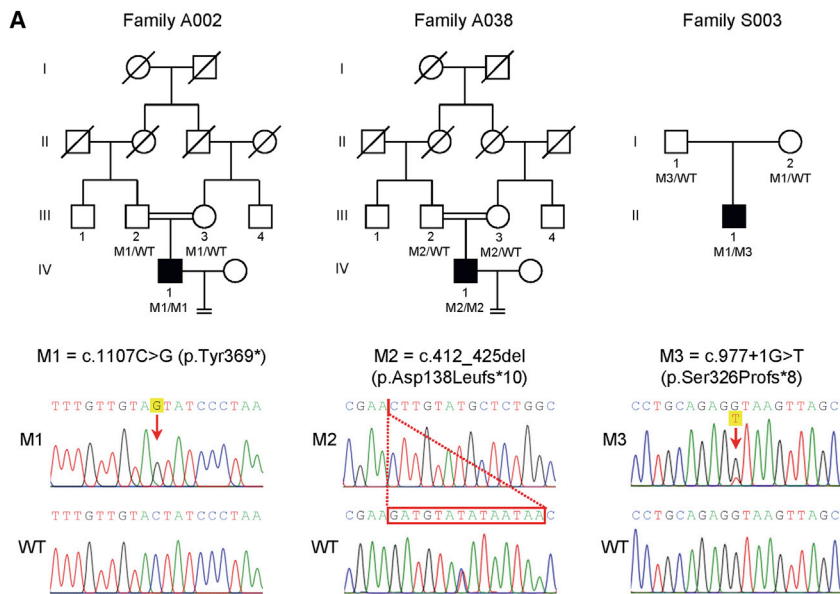 A
Family A002 Family A038 Family S003
I
I
1 2
M3/WT M1/WT
II
II
1
M1/M3
III
III
1 2 3 4 1 2 3 4
M1/WT M1/WT M2/WT M2/WT
IV
IV
1 1
M1/M1 M2/M2
M1 = c.1107C>G (p.Tyr369*) M2 = c.412_425del M3 = c.977+1G>T
(p.Asp138Leufs*10) (p.Ser326Profs*8)
TTTGTTGTAGTATCCCTAA CGAACTTGTATGCTCTGGC CCTGCAGAGGTAAGTTAGC
T
M1 M2 M3
TTTGTTGTACTATCCCTAA CGAAGATGTATATAATAAC CCTGCAGAGGTAAGTTAGC
WT WT WT